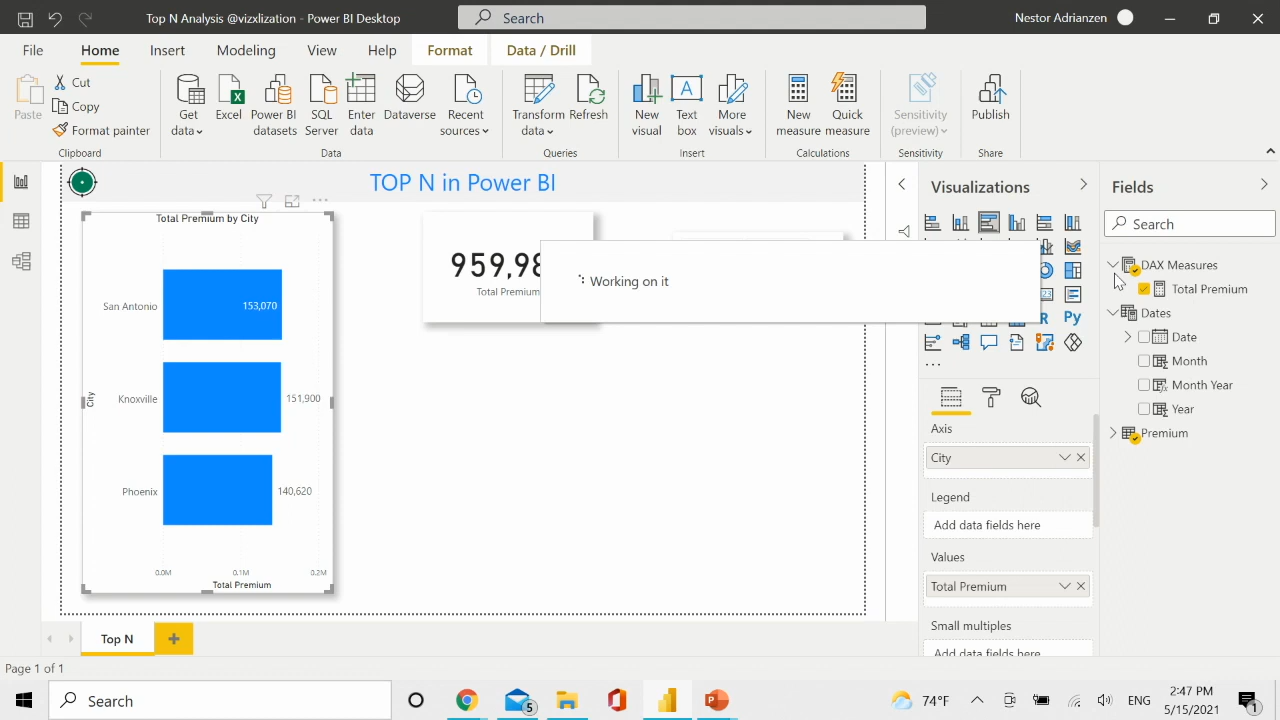 Top N Analysis @vizxlization - Power BI Desktop
Search
Nestor Adrianzen
File
Home
Insert
Modeling
View
Help
Format
Data / Drill
Paste
Cut
Copy
Format painter
Clipboard
Get data
Excel
Power BI datasets
SQL Server
Enter data
Dataverse
Recent sources
Data
Transform data
Refresh
Queries
New visual
A
Text box
More visuals
Insert
New measure
Quick measure
Calculations
Sensitivity (preview)
Sensitivity
Publish
Share
TOP N in Power BI
Total Premium by City
City
San Antonio
153,070
Knoxville
151,900
Phoenix
140,620
0.0M
0.1M
0.2M
Total Premium
959,98
Total Premium
Working on it
Visualizations
R
Py
Axis
City
Legend
Add data fields here
Values
Total Premium
Small multiples
Add data fields here
Fields
Search
DAX Measures
Total Premium
Dates
Date
Month
Month Year
Year
Premium
Top N
Page 1 of 1
Search
5
74°F
ENG
2:47 PM
5/15/2021
1